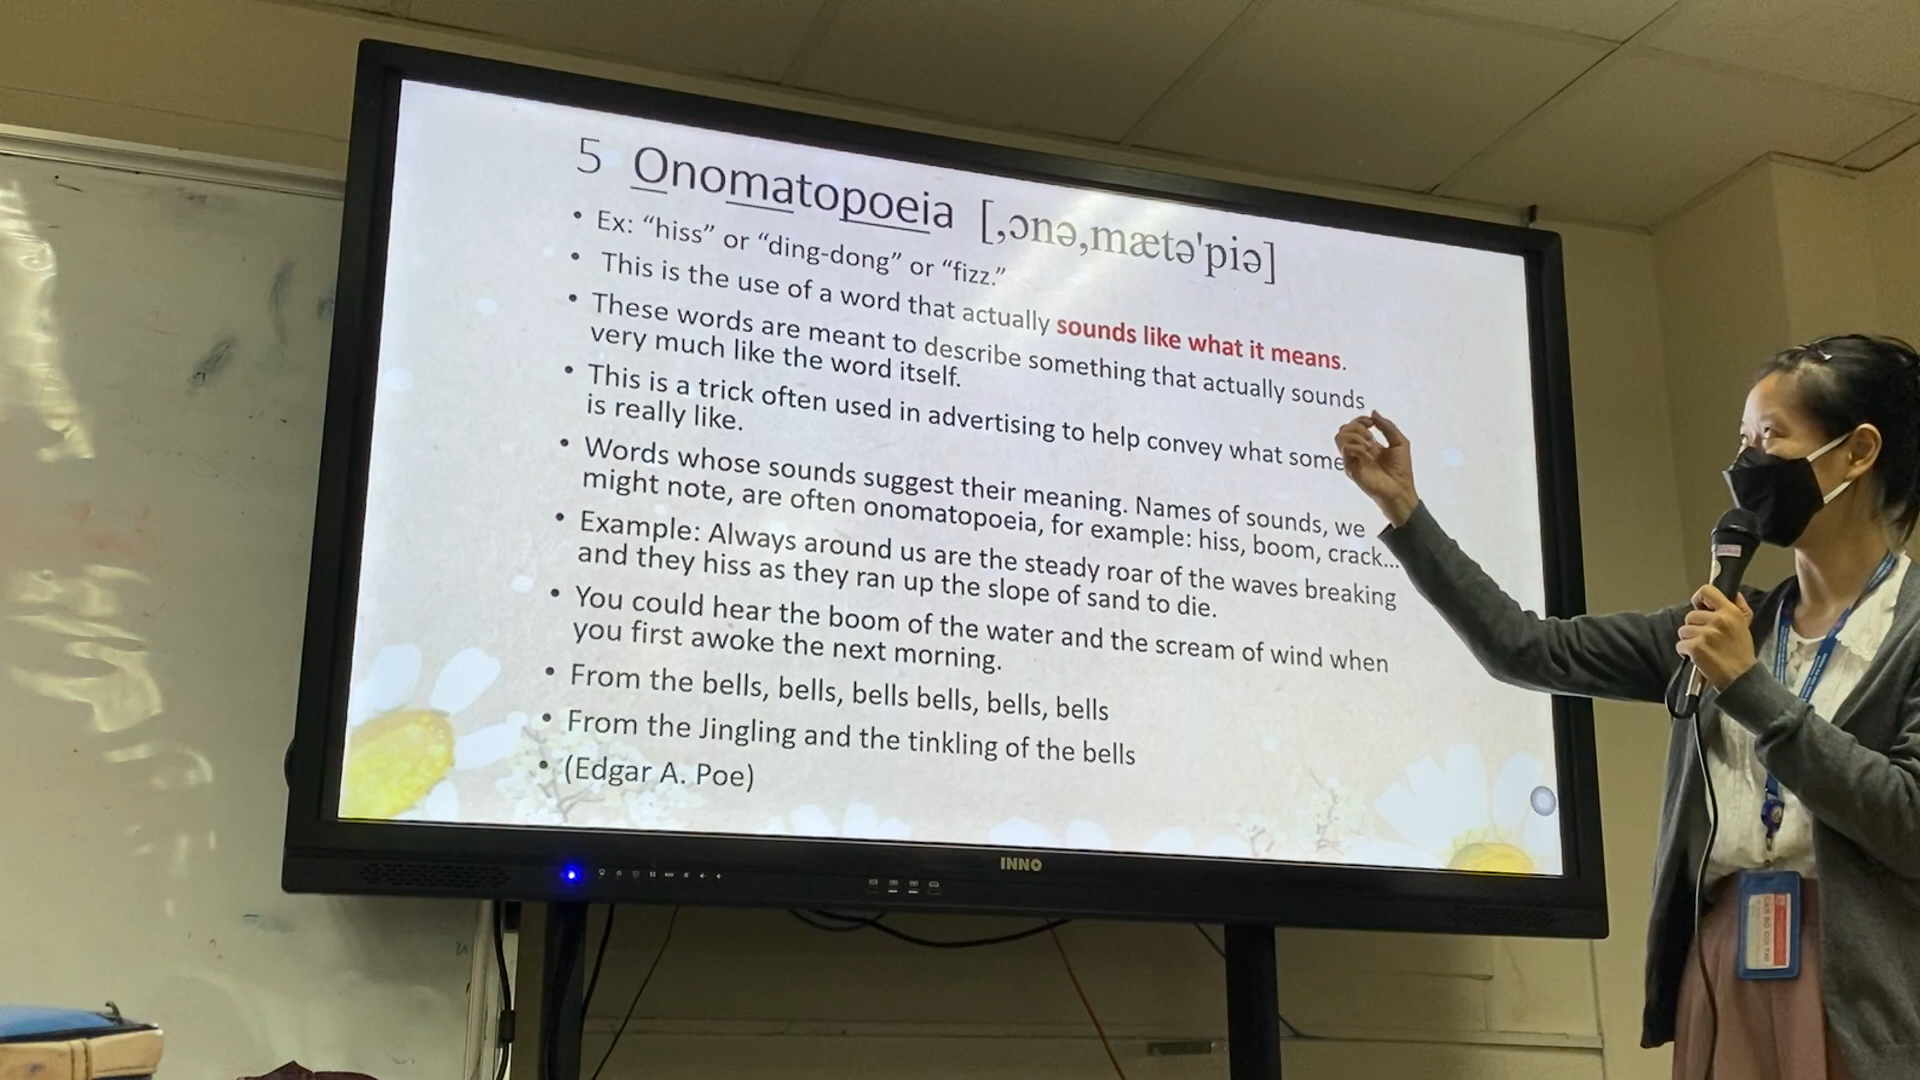 5 Onomatopoeia [,ɔnə,mætə'piə]
• Ex: “hiss” or “ding-dong” or “fizz.”
• This is the use of a word that actually sounds like what it means.
• These words are meant to describe something that actually sounds
very much like the word itself.
• This is a trick often used in advertising to help convey what some
is really like.
• Words whose sounds suggest their meaning. Names of sounds, we
might note, are often onomatopoeia, for example: hiss, boom, crack...
• Example: Always around us are the steady roar of the waves breaking
and they hiss as they ran up the slope of sand to die.
• You could hear the boom of the water and the scream of wind when
you first awoke the next morning.
• From the bells, bells, bells bells, bells, bells
• From the Jingling and the tinkling of the bells
• (Edgar A. Poe)
INNO
CÁN BỘ COI THI